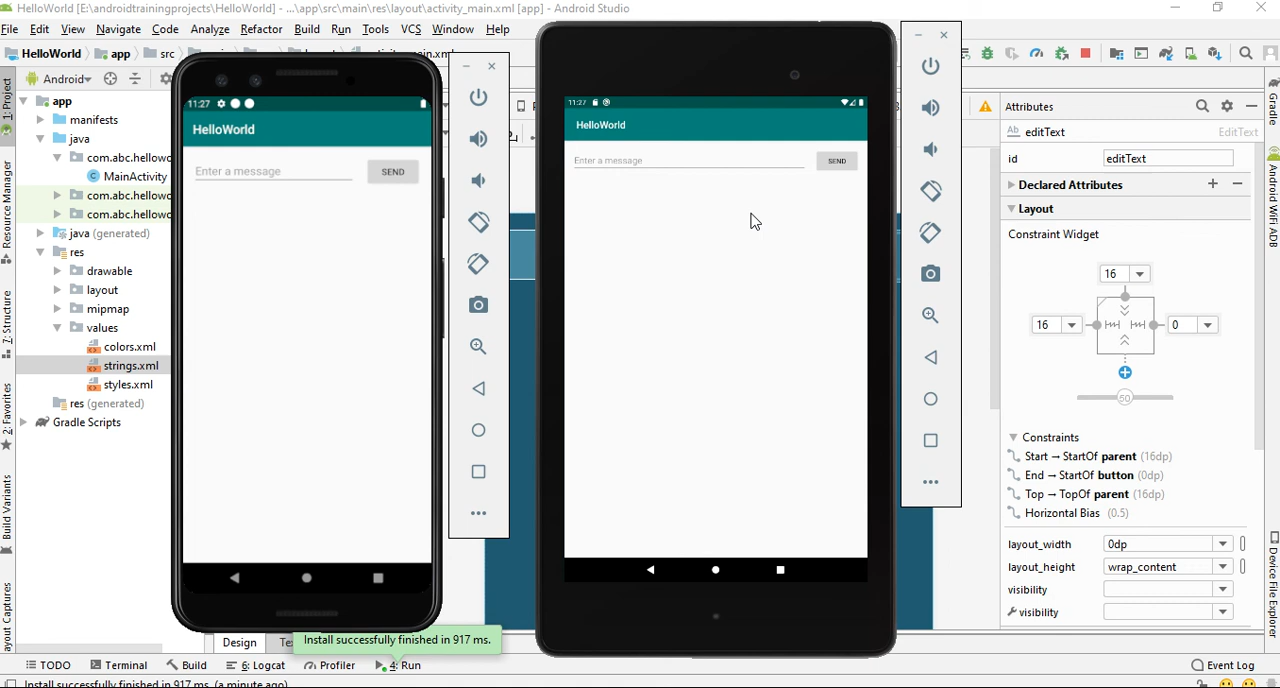 HelloWorld [E:\androidtrainingprojects\HelloWorld] - ...\app\src\main\res\layout\activity_main.xml [app] - Android Studio
File Edit View Navigate Code Analyze Refactor Build Run Tools VCS Window Help
HelloWorld app src
Android
1: Project
Resource Manager
Z: Structure
2: Favorites
Build Variants
ayout Captures
app
manifests
java
com.abc.hellowo
MainActivity
com.abc.hellowo
com.abc.hellowo
java (generated)
res
drawable
layout
mipmap
values
colors.xml
strings.xml
styles.xml
res (generated)
Gradle Scripts
11:27
HelloWorld
Enter a message
SEND
11:27
HelloWorld
Enter a message
SEND
Attributes
Ab editText EditText
id editText
Declared Attributes
Layout
Constraint Widget
16
16
0
50
Constraints
Start → StartOf parent (16dp)
End → StartOf button (0dp)
Top → TopOf parent (16dp)
Horizontal Bias (0.5)
layout_width 0dp
layout_height wrap_content
visibility
visibility
Gradle
Android WiFi ADB
Device File Explorer
Design
Install successfully finished in 917 ms.
TODO Terminal Build 6: Logcat Profiler 4: Run Event Log
Install successfully finished in 917 ms. (a minute ago)